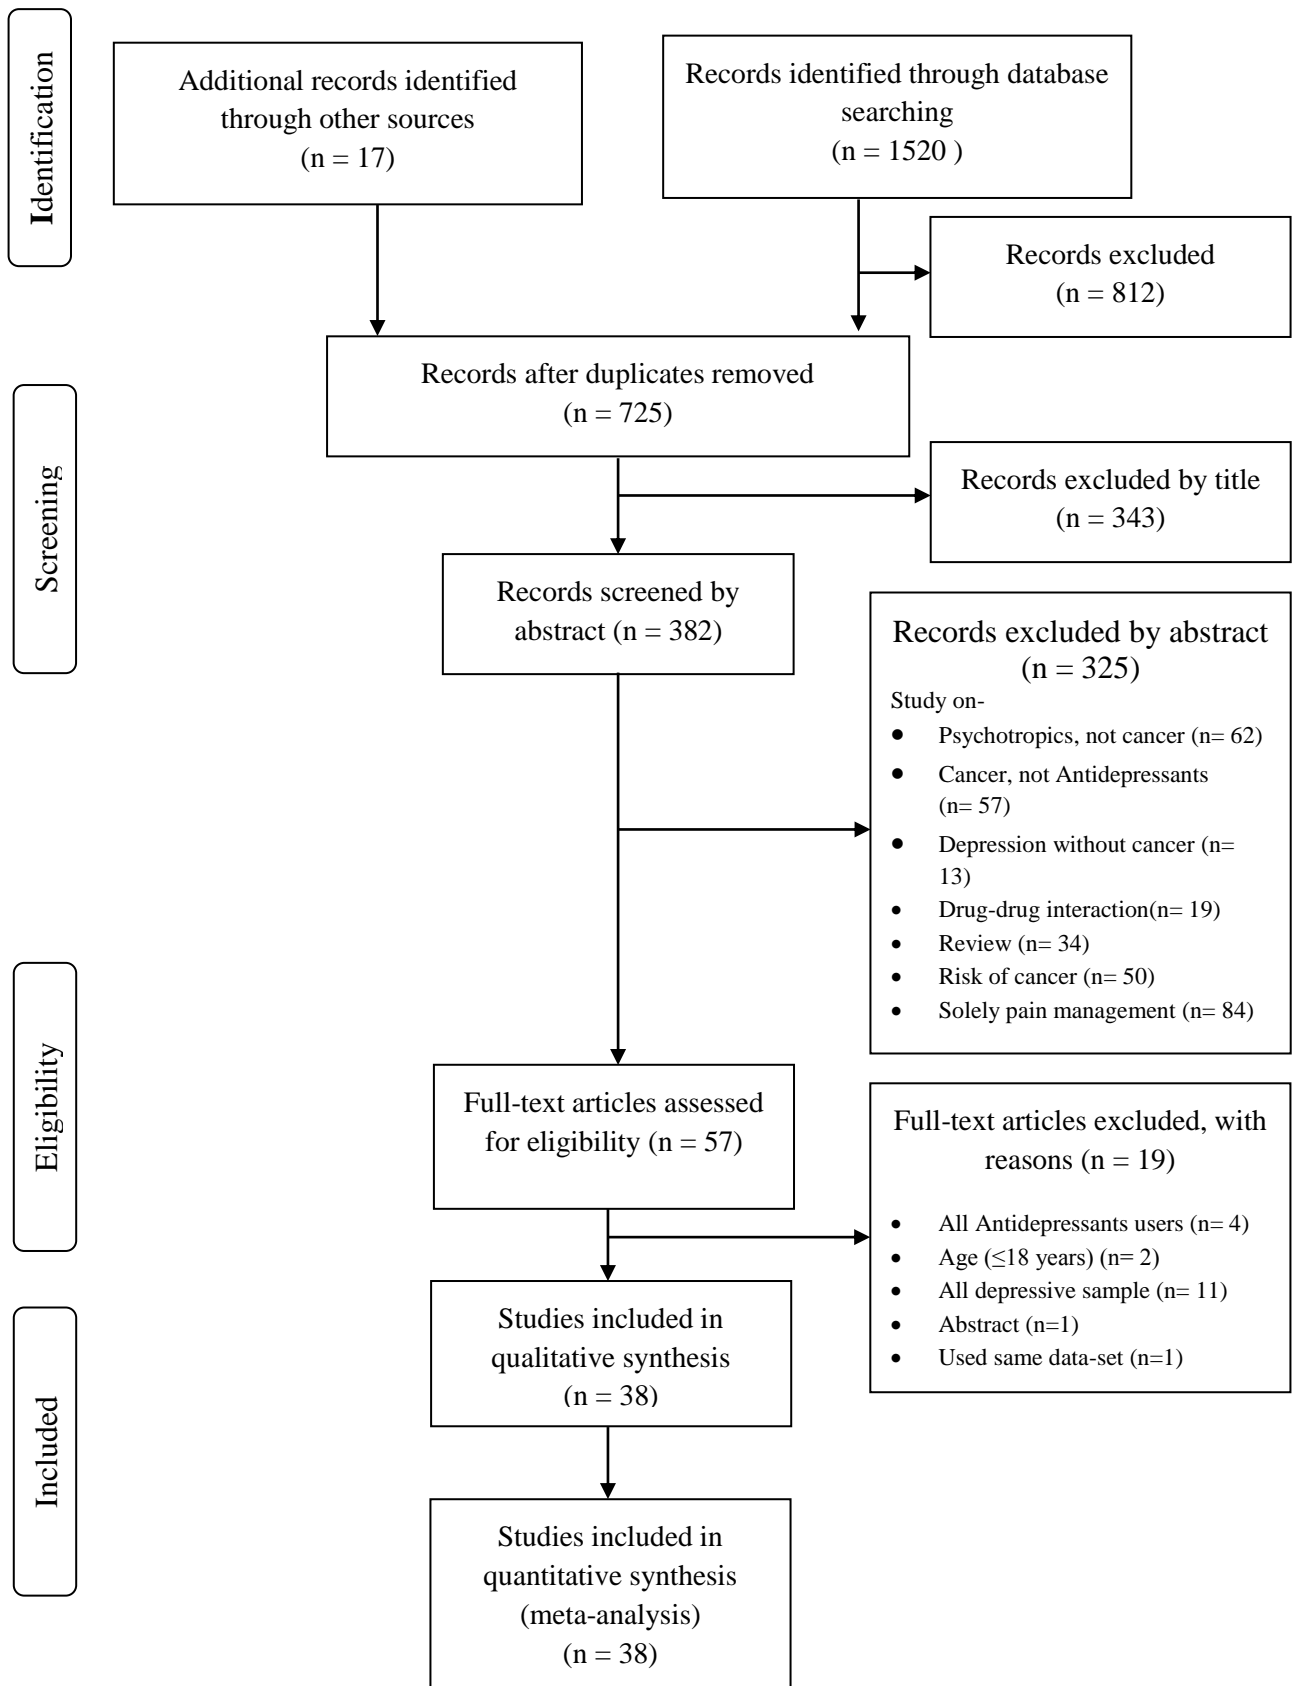 Identification
Additional records identified
through other sources
(n = 17)
Records identified through database
searching
(n = 1520 )
Records excluded
(n = 812)
Records after duplicates removed
(n = 725)
Screening
Records excluded by title
(n = 343)
Records screened by
abstract (n = 382)
Records excluded by abstract
(n = 325)
Study on-
● Psychotropics, not cancer (n= 62)
● Cancer, not Antidepressants
(n= 57)
● Depression without cancer (n=
13)
• Drug-drug interaction(n= 19)
• Review (n= 34)
• Risk of cancer (n= 50)
• Solely pain management (n= 84)
Eligibility
Full-text articles assessed
for eligibility (n = 57)
Full-text articles excluded, with
reasons (n = 19)
• All Antidepressants users (n= 4)
• Age (≤18 years) (n= 2)
• All depressive sample (n= 11)
• Abstract (n=1)
• Used same data-set (n=1)
Included
Studies included in
qualitative synthesis
(n = 38)
Studies included in
quantitative synthesis
(meta-analysis)
(n = 38)